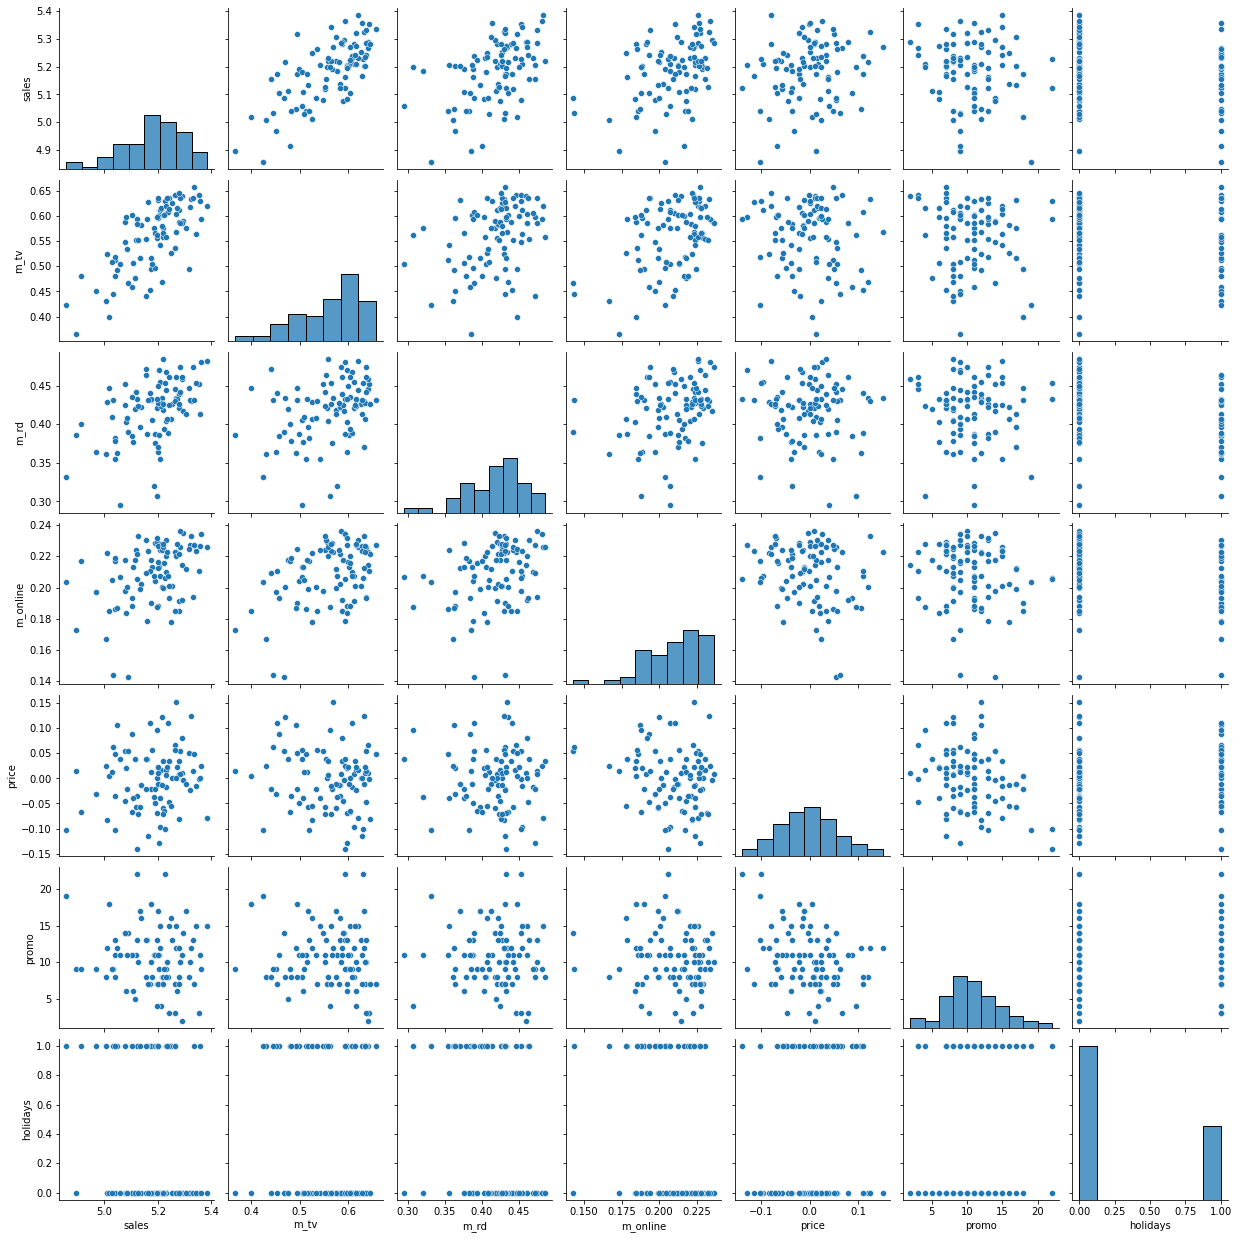 5.4
5.3
5.2
5.1
5.0
4.9
sales
0.65
0.60
0.55
0.50
0.45
0.40
m_tv
0.45
0.40
0.35
0.30
m_rd
0.24
0.22
0.20
0.18
0.16
0.14
m_online
0.15
0.10
0.05
0.00
−0.05
−0.10
−0.15
price
20
15
10
5
promo
1.0
0.8
0.6
0.4
0.2
0.0
holidays
5.0 5.2 5.4
sales
0.4 0.5 0.6
m_tv
0.30 0.35 0.40 0.45
m_rd
0.150 0.175 0.200 0.225
m_online
−0.1 0.0 0.1
price
5 10 15 20
promo
0.00 0.25 0.50 0.75 1.00
holidays